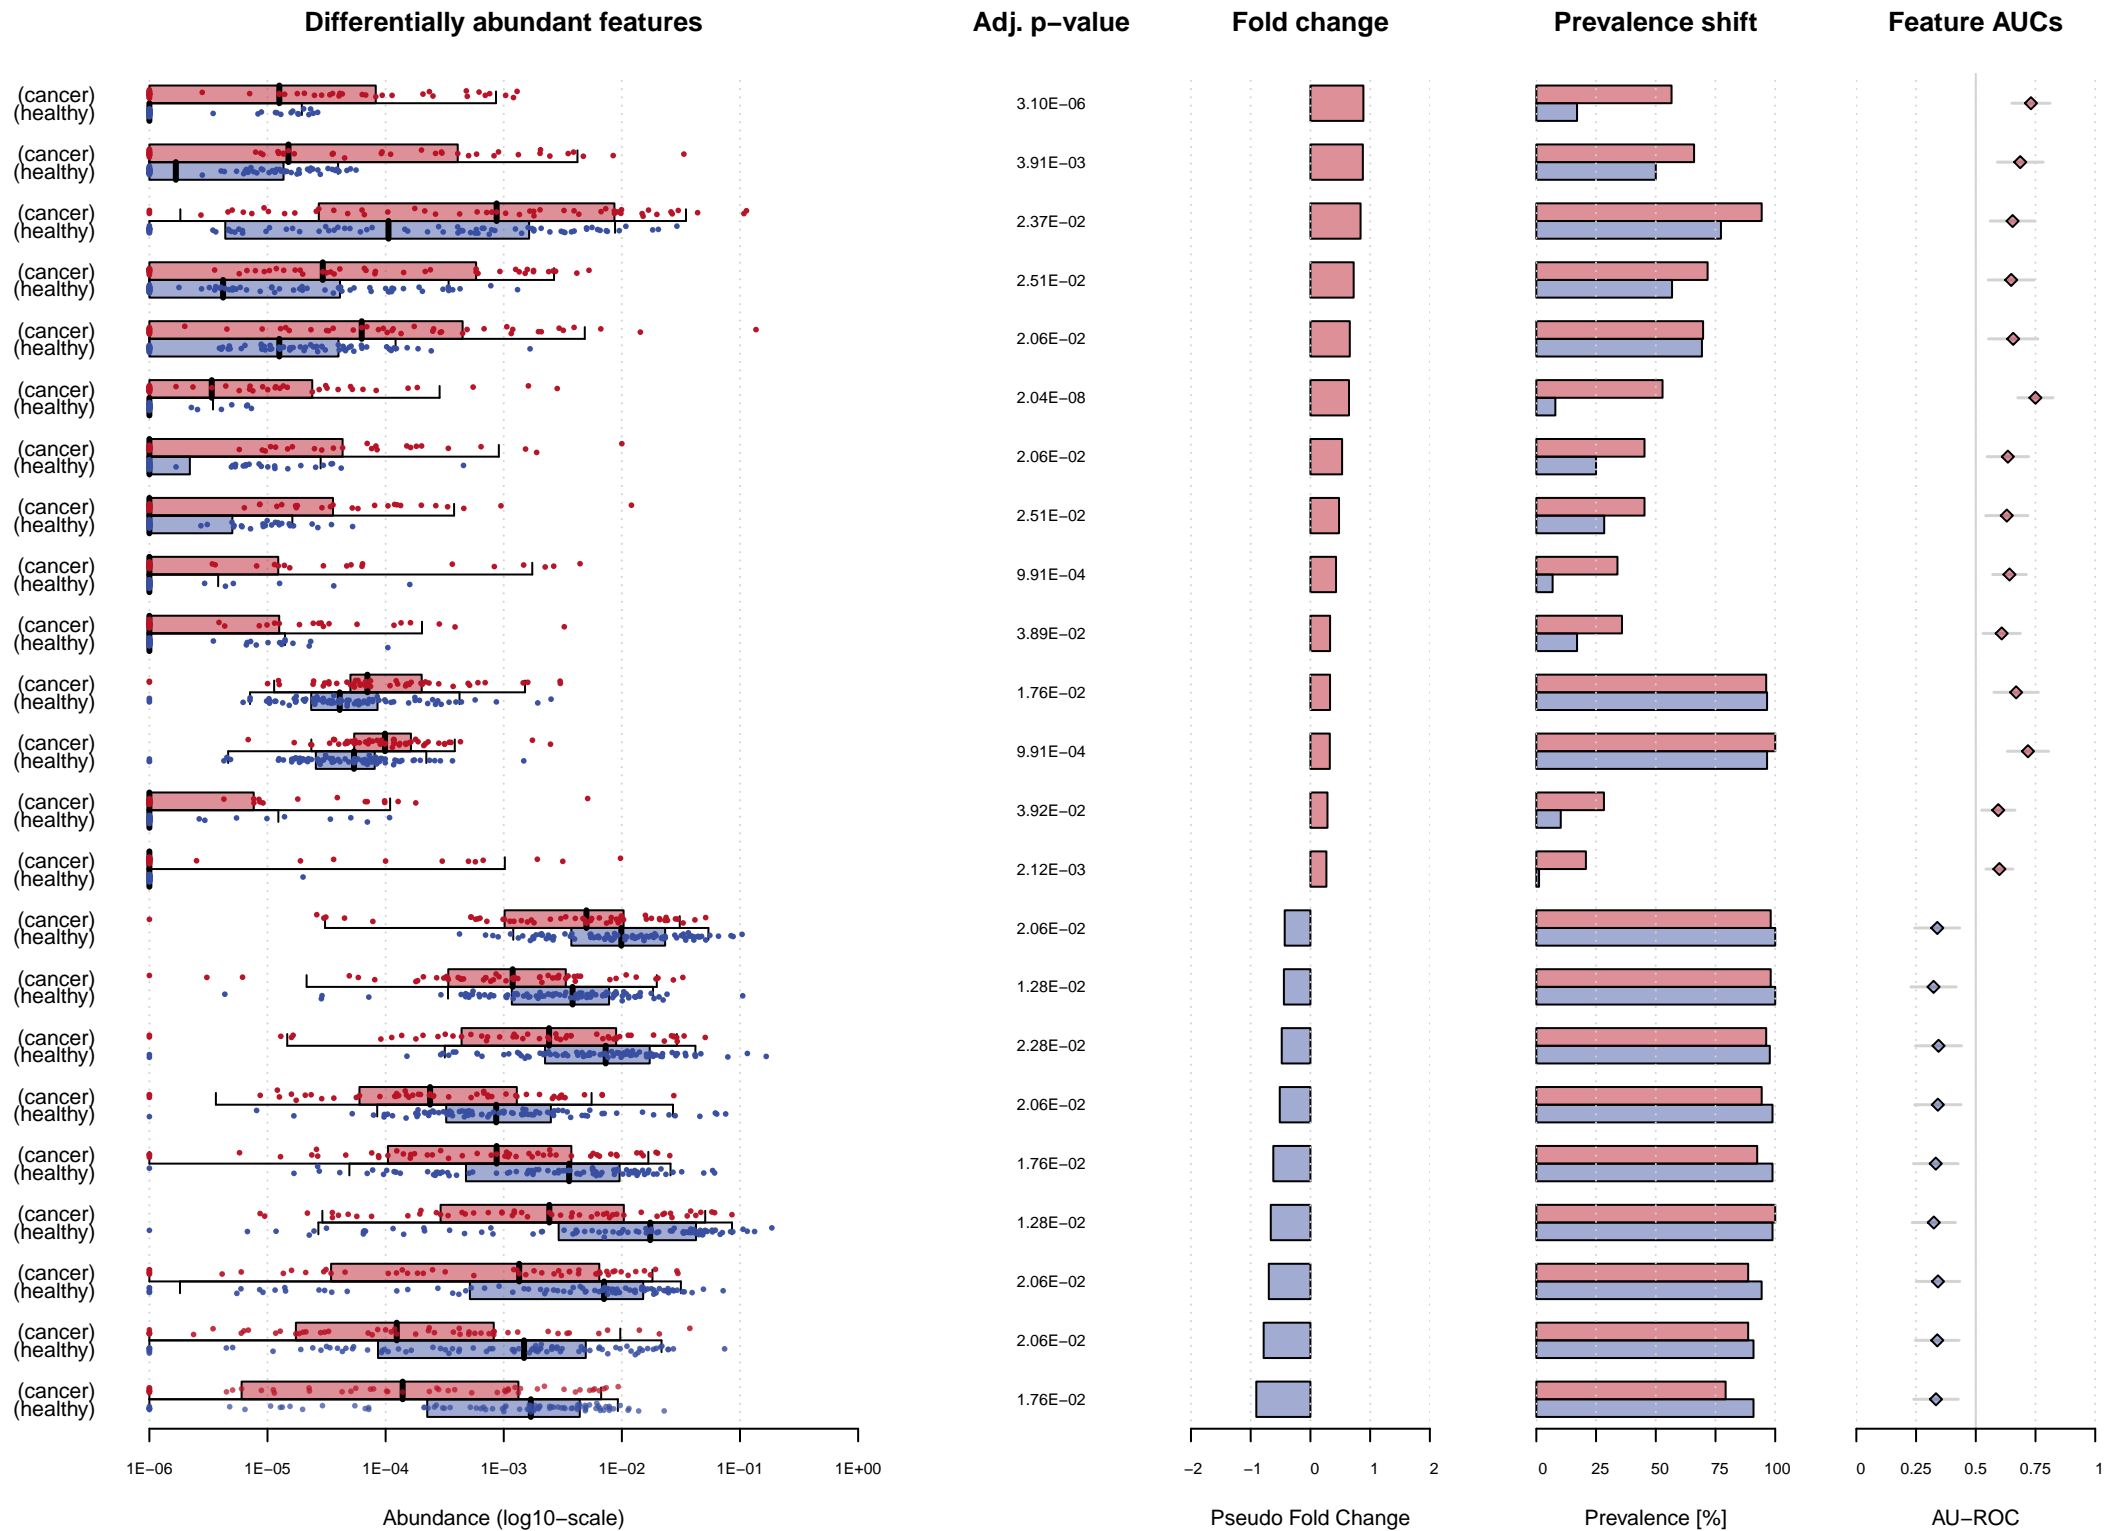 Differentially abundant features Adj. p−value Fold change Prevalence shift Feature AUCs
(cancer)
(healthy)
3.10E−06
(cancer)
(healthy)
3.91E−03
(cancer)
(healthy)
2.37E−02
(cancer)
(healthy)
2.51E−02
(cancer)
(healthy)
2.06E−02
(cancer)
(healthy)
2.04E−08
(cancer)
(healthy)
2.06E−02
(cancer)
(healthy)
2.51E−02
(cancer)
(healthy)
9.91E−04
(cancer)
(healthy)
3.89E−02
(cancer)
(healthy)
1.76E−02
(cancer)
(healthy)
9.91E−04
(cancer)
(healthy)
3.92E−02
(cancer)
(healthy)
2.12E−03
(cancer)
(healthy)
2.06E−02
(cancer)
(healthy)
1.28E−02
(cancer)
(healthy)
2.28E−02
(cancer)
(healthy)
2.06E−02
(cancer)
(healthy)
1.76E−02
(cancer)
(healthy)
1.28E−02
(cancer)
(healthy)
2.06E−02
(cancer)
(healthy)
2.06E−02
(cancer)
(healthy)
1.76E−02
1E−06 1E−05 1E−04 1E−03 1E−02 1E−01 1E+00 −2 −1 0 1 2 0 25 50 75 100 0 0.25 0.5 0.75 1
Abundance (log10−scale) Pseudo Fold Change Prevalence [%] AU−ROC